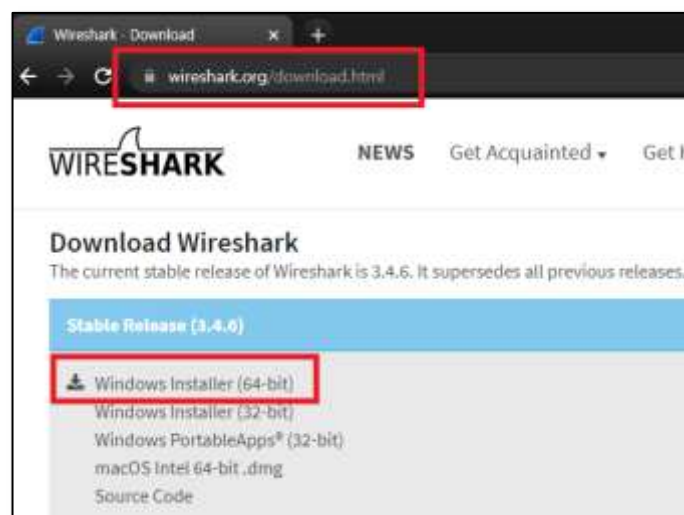 Wireshark · Download
wireshark.org/download.html
WIRESHARK
NEWS Get Acquainted Get
Download Wireshark
The current stable release of Wireshark is 3.4.6. It supersedes all previous releases.
Stable Release (3.4.6)
Windows Installer (64-bit)
Windows Installer (32-bit)
Windows PortableApps® (32-bit)
macOS Intel 64-bit .dmg
Source Code